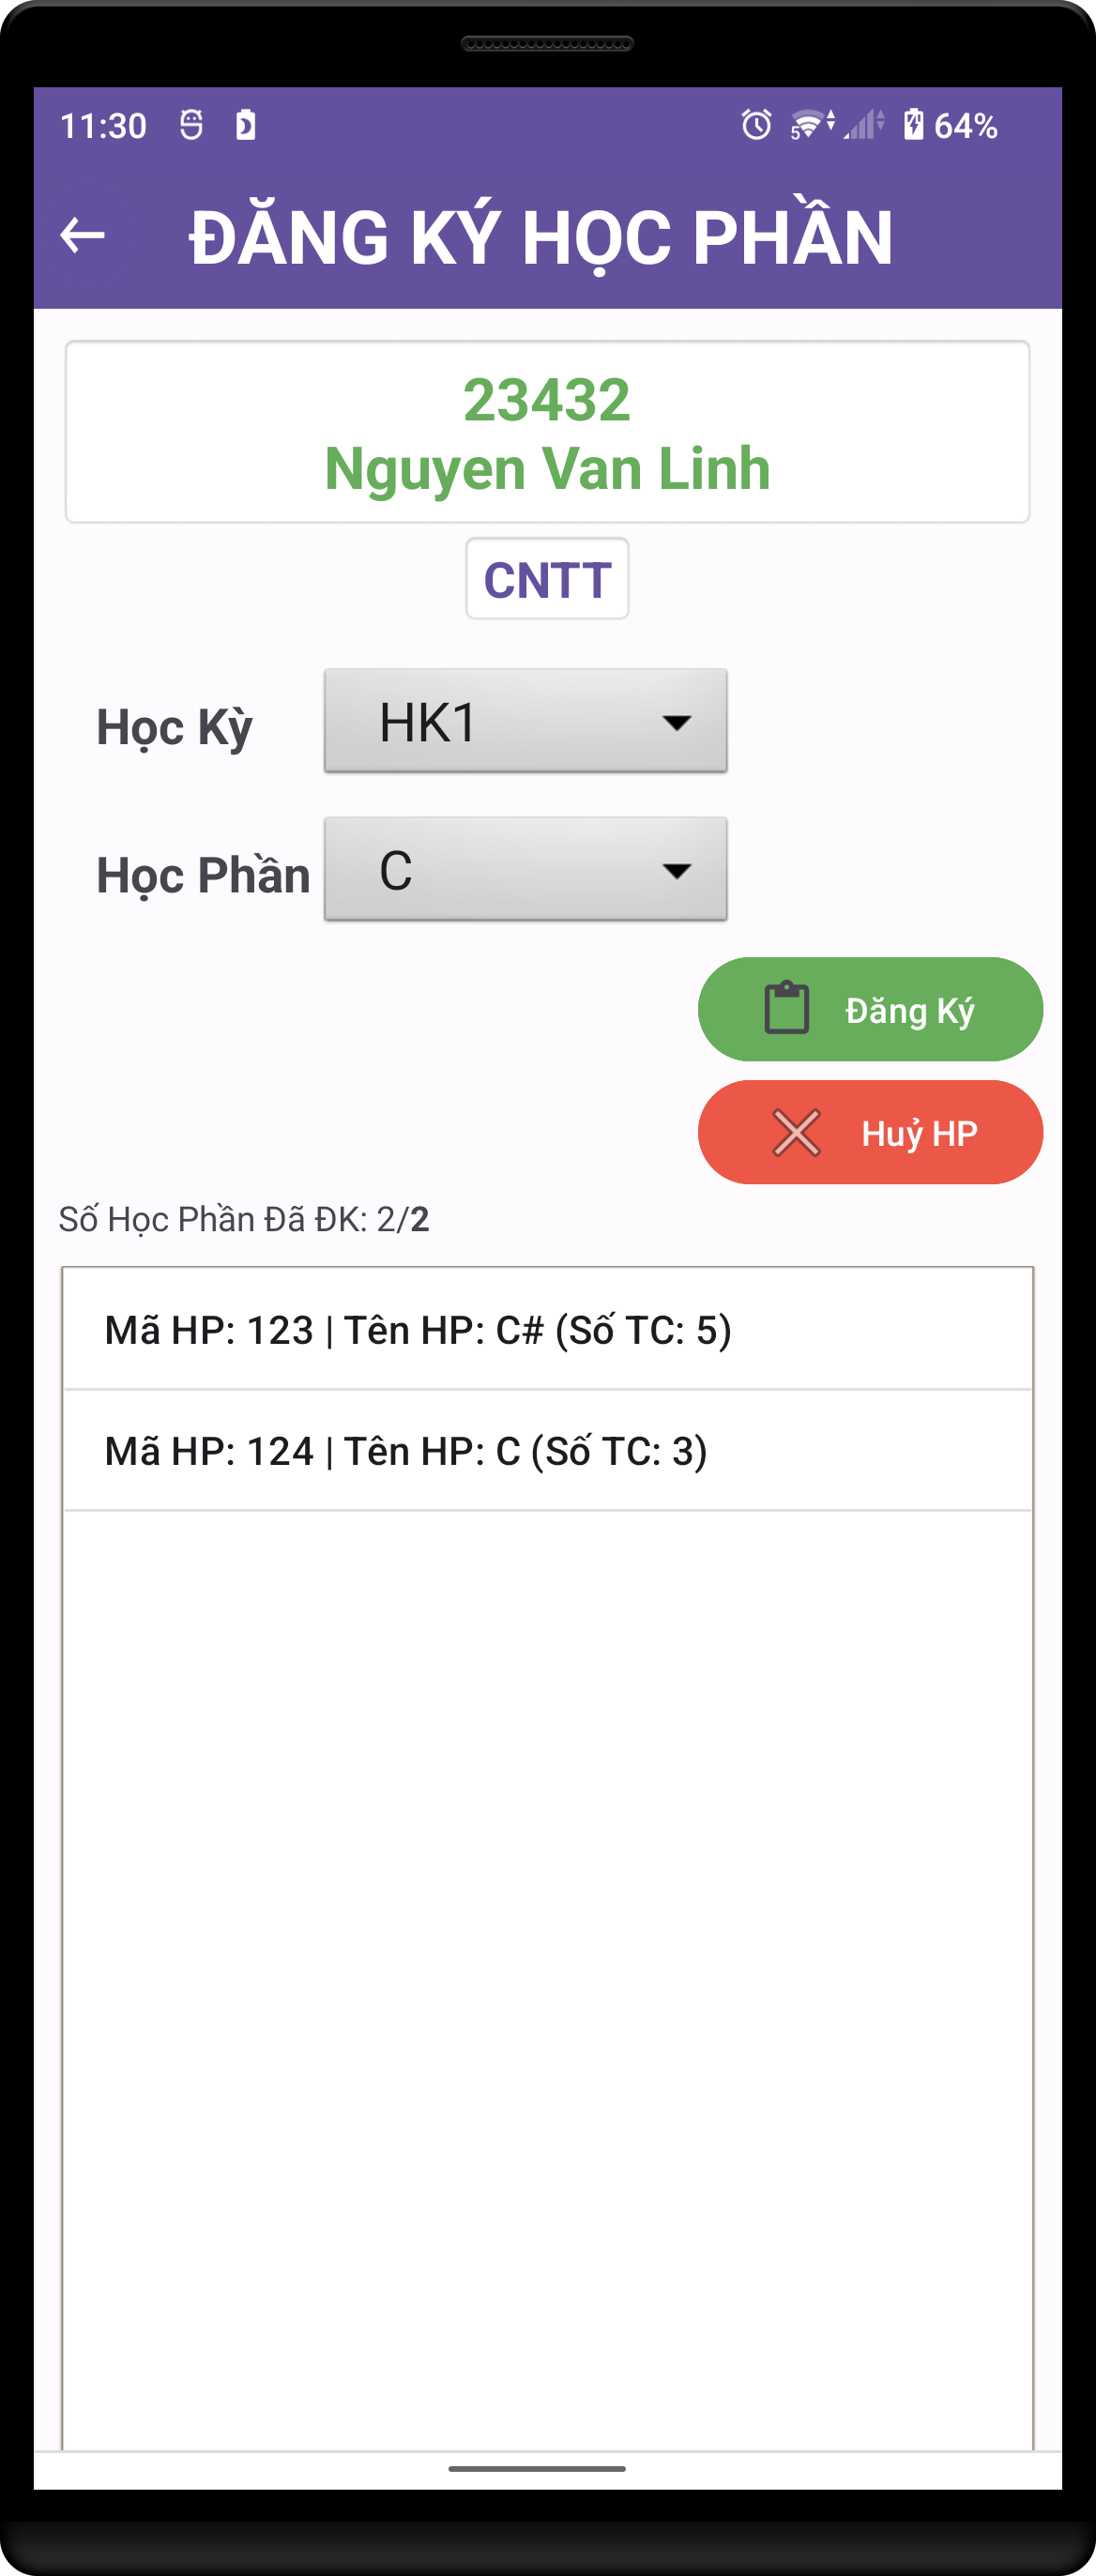 11:30 64%
ĐĂNG KÝ HỌC PHẦN
23432
Nguyen Van Linh
CNTT
Học Kỳ HK1
Học Phần C
Đăng Ký
Huỷ HP
Số Học Phần Đã ĐK: 2/2
Mã HP: 123 | Tên HP: C# (Số TC: 5)
Mã HP: 124 | Tên HP: C (Số TC: 3)